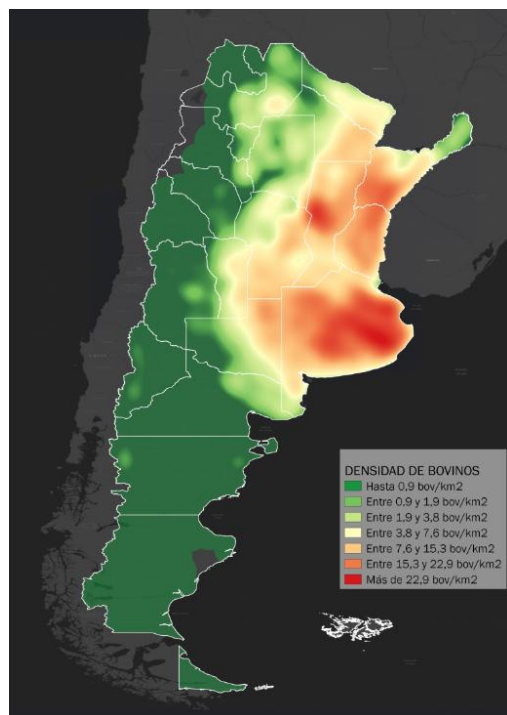 DENSIDAD DE BOVINOS
Hasta 0,9 bov/km2
Entre 0,9 y 1,9 bov/km2
Entre 1,9 y 3,8 bov/km2
Entre 3,8 y 7,6 bov/km2
Entre 7,6 y 15,3 bov/km2
Entre 15,3 y 22,9 bov/km2
Más de 22,9 bov/km2